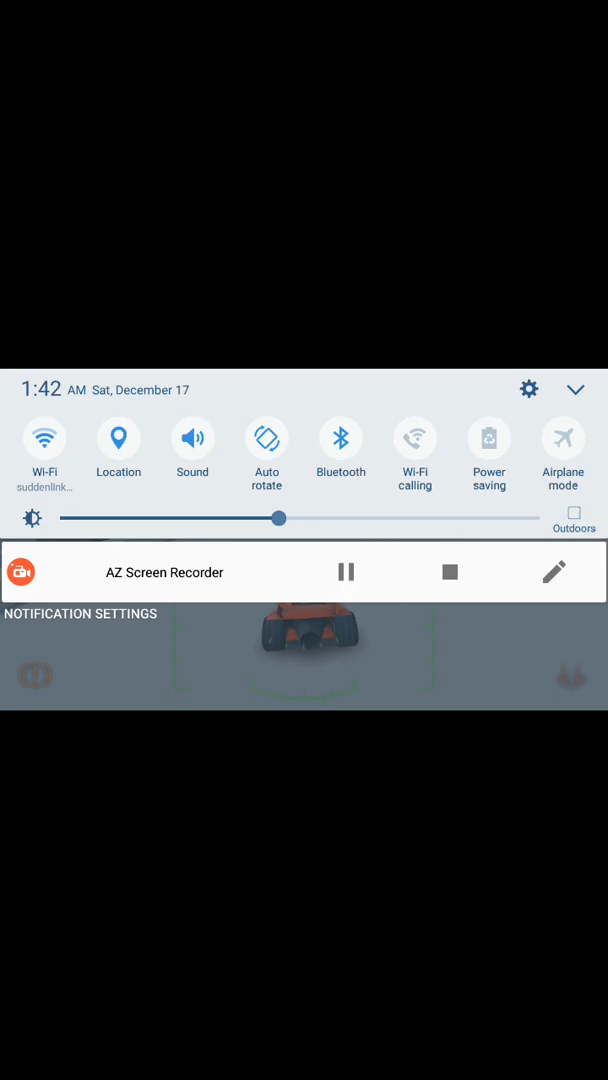 1:42 AM Sat, December 17
Wi-Fi Location Sound Auto rotate Bluetooth Wi-Fi calling Power saving Airplane mode
suddenlink...
Outdoors
AZ Screen Recorder
NOTIFICATION SETTINGS